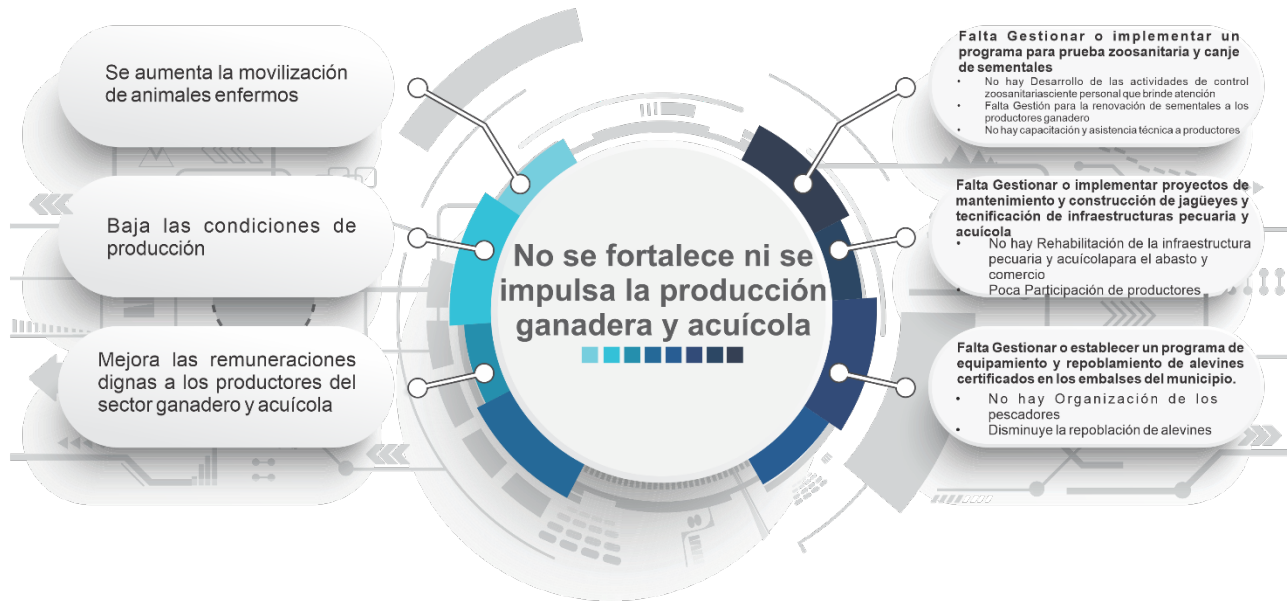 Se aumenta la movilización
de animales enfermos
Baja las condiciones de
producción
Mejora las remuneraciones
dignas a los productores del
sector ganadero y acuícola
No se fortalece ni se
impulsa la producción
ganadera y acuícola
Falta Gestionar o implementar un
programa para prueba zoosanitaria y canje
de sementales
• No hay Desarrollo de las actividades de control
zoosanitariasciente personal que brinde atención
• Falta Gestión para la renovación de sementales a los
productores ganadero
• No hay capacitación y asistencia técnica a productores
Falta Gestionar o implementar proyectos de
mantenimiento y construcción de jagüeyes y
tecnificación de infraestructuras pecuaria y
acuícola
• No hay Rehabilitación de la infraestructura
pecuaria y acuícolapara el abasto y
comercio
• Poca Participación de productores
Falta Gestionar o establecer un programa de
equipamiento y repoblamiento de alevines
certificados en los embalses del municipio.
• No hay Organización de los
pescadores
• Disminuye la repoblación de alevines